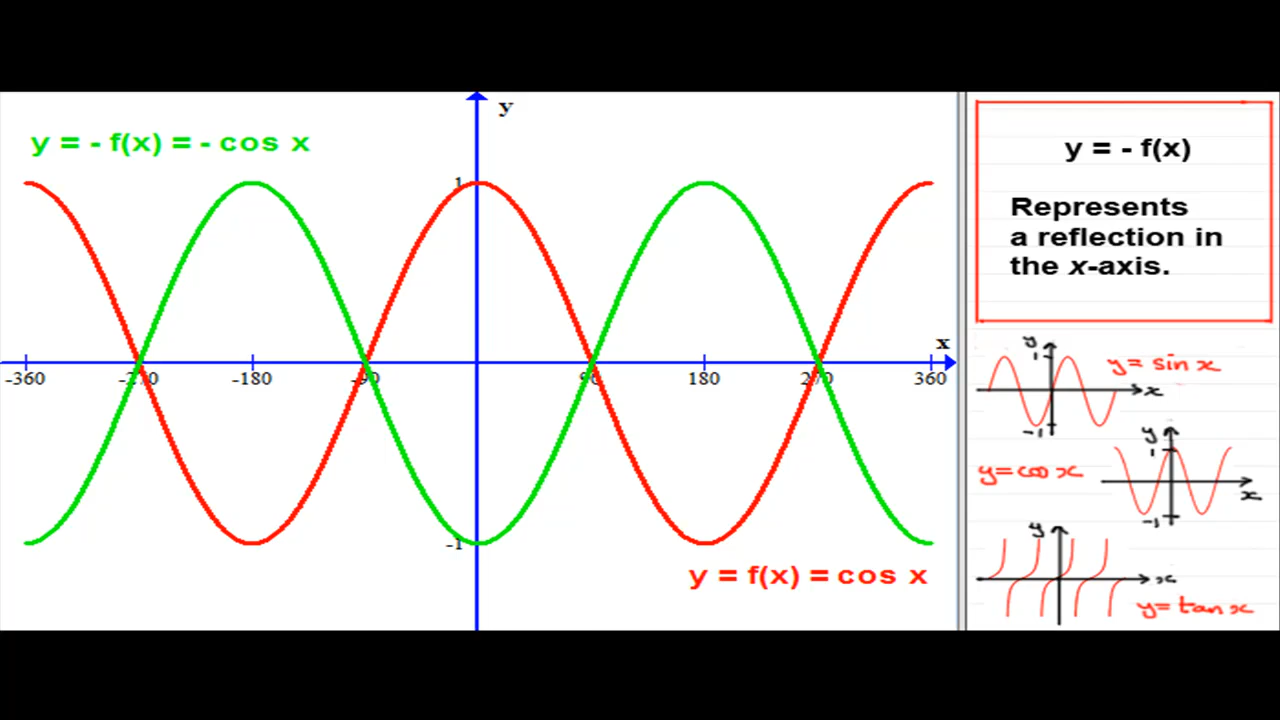 y
y = - f(x) = - cos x
1
x
-360 -270 -180 -90 90 180 270 360
-1
y = f(x) = cos x
y = - f(x)
Represents
a reflection in
the x-axis.
y
1
y = sin x
x
-1
y
1
y = cos x
x
-1
y
x
y = tan x